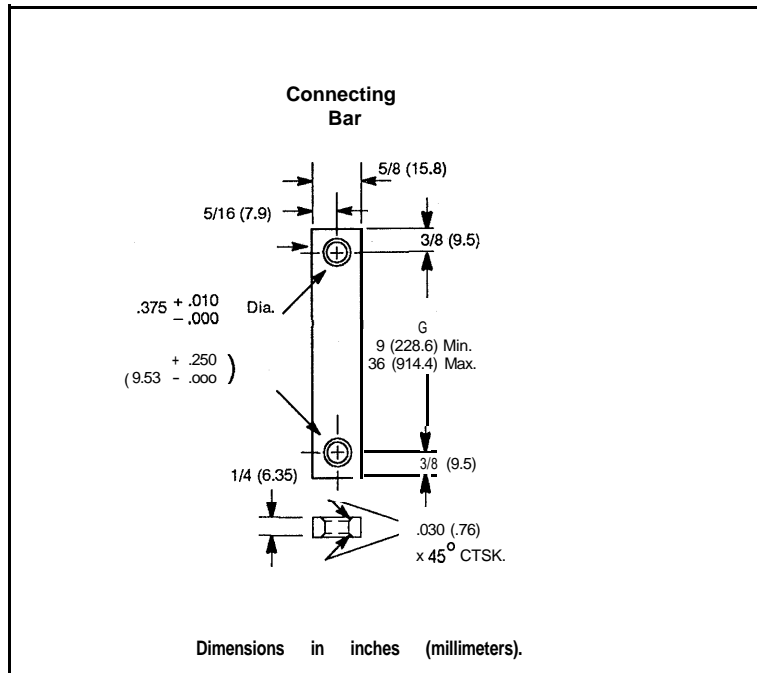 Connecting
Bar
5/8 (15.8)
5/16 (7.9)
3/8 (9.5)
.375 + .010 Dia.
− .000
G
9 (228.6) Min.
36 (914.4) Max.
+ .250
(9.53 - .000)
1/4 (6.35)
3/8 (9.5)
.030 (.76)
x 45° CTSK.
Dimensions in inches (millimeters).